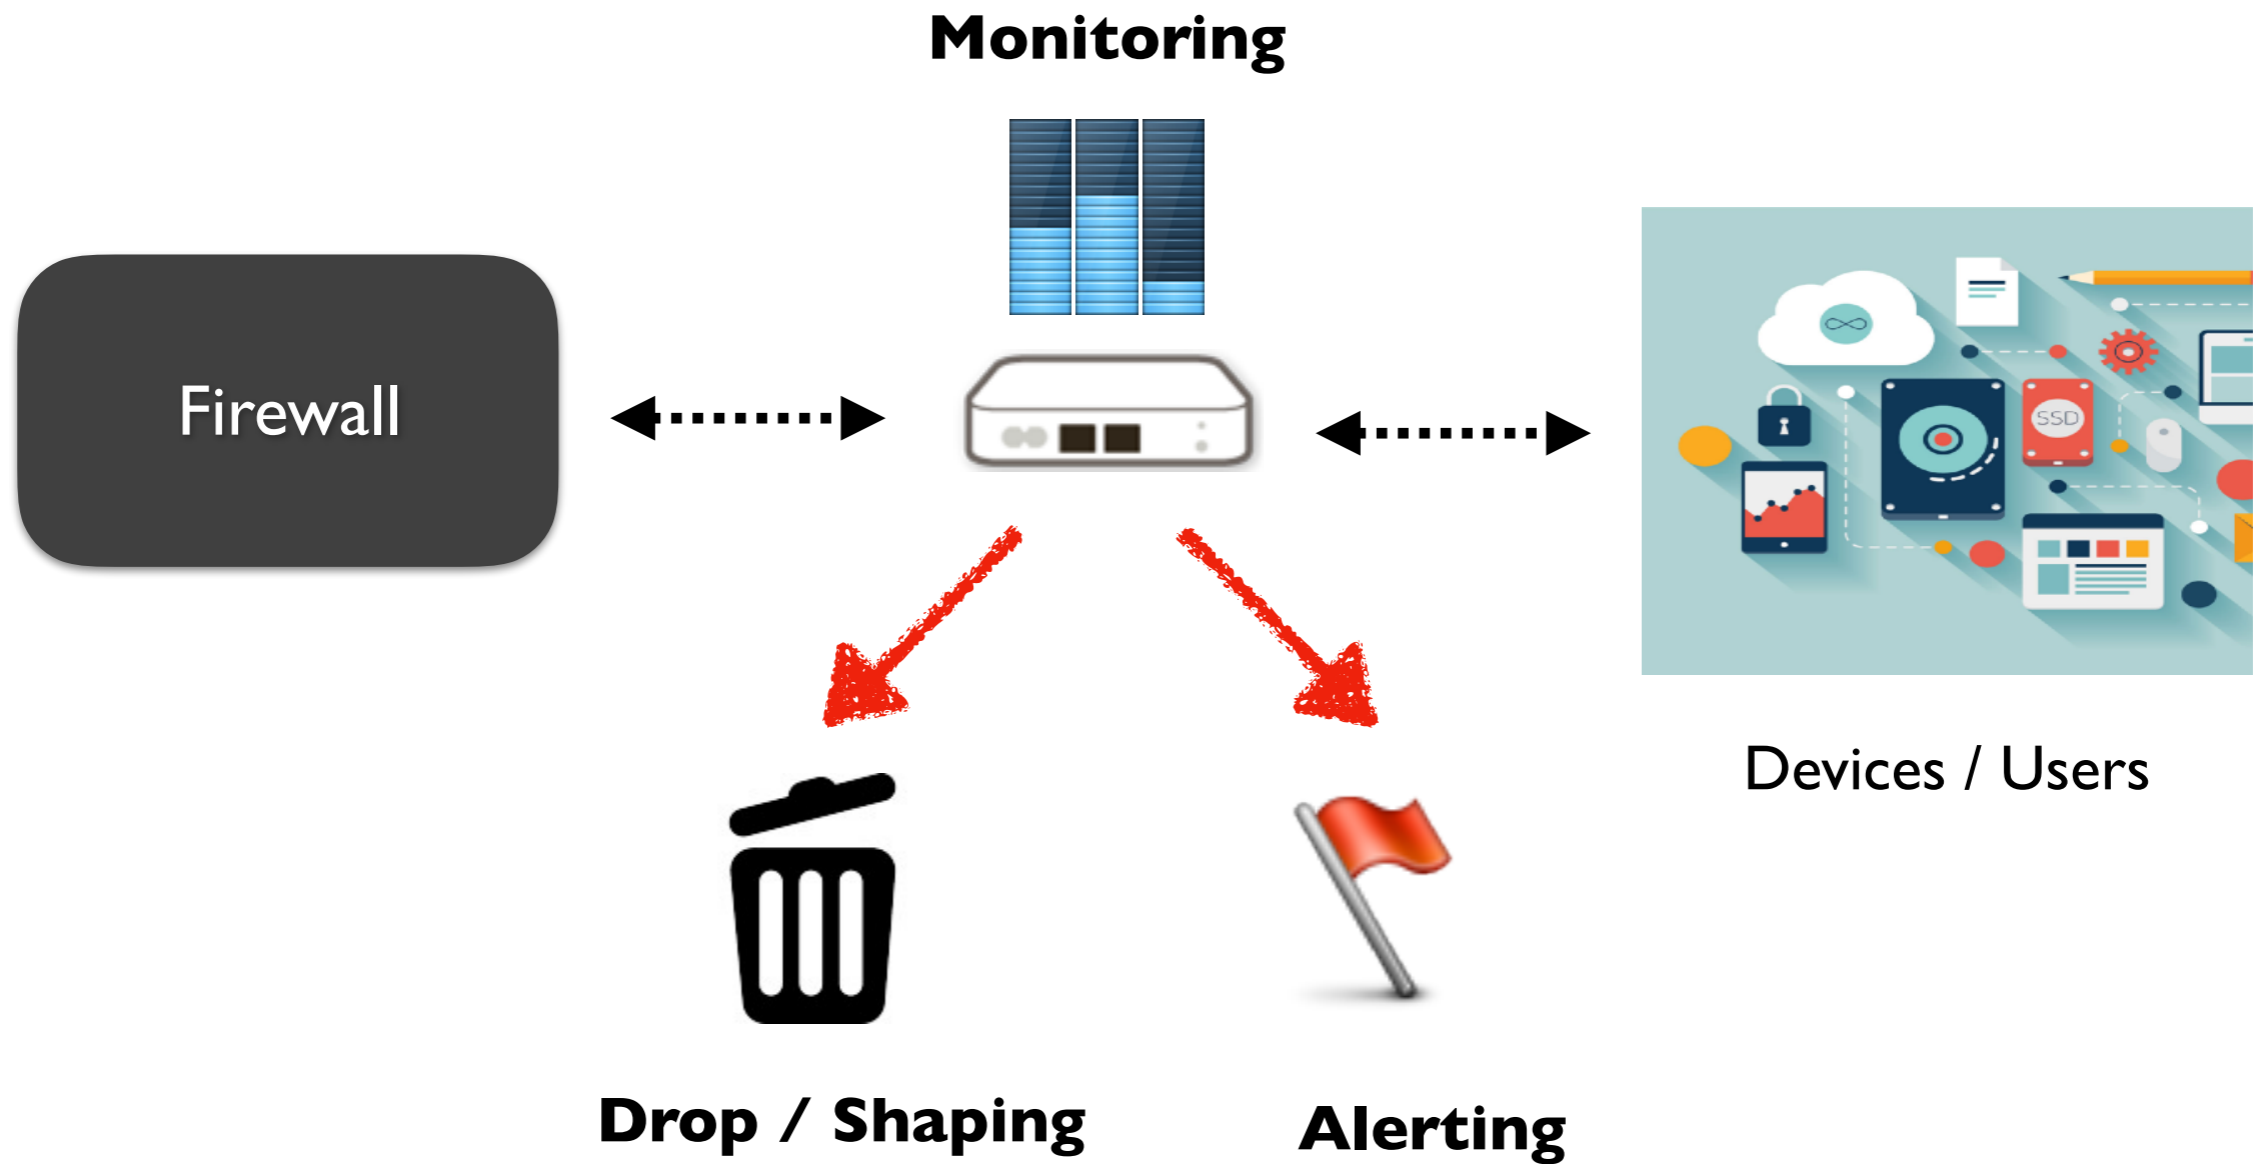 Monitoring
Firewall
SSD
Devices / Users
Drop / Shaping
Alerting